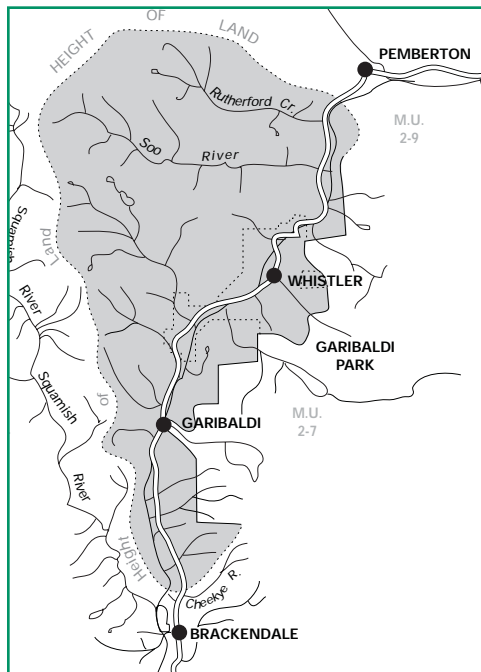 HEIGHT OF LAND
PEMBERTON
Rutherford Cr.
M.U.
2-9
Soo River
Squamish
River
Land
WHISTLER
GARIBALDI
PARK
Squamish
River
of
M.U.
2-7
GARIBALDI
Height
Cheekye R.
BRACKENDALE